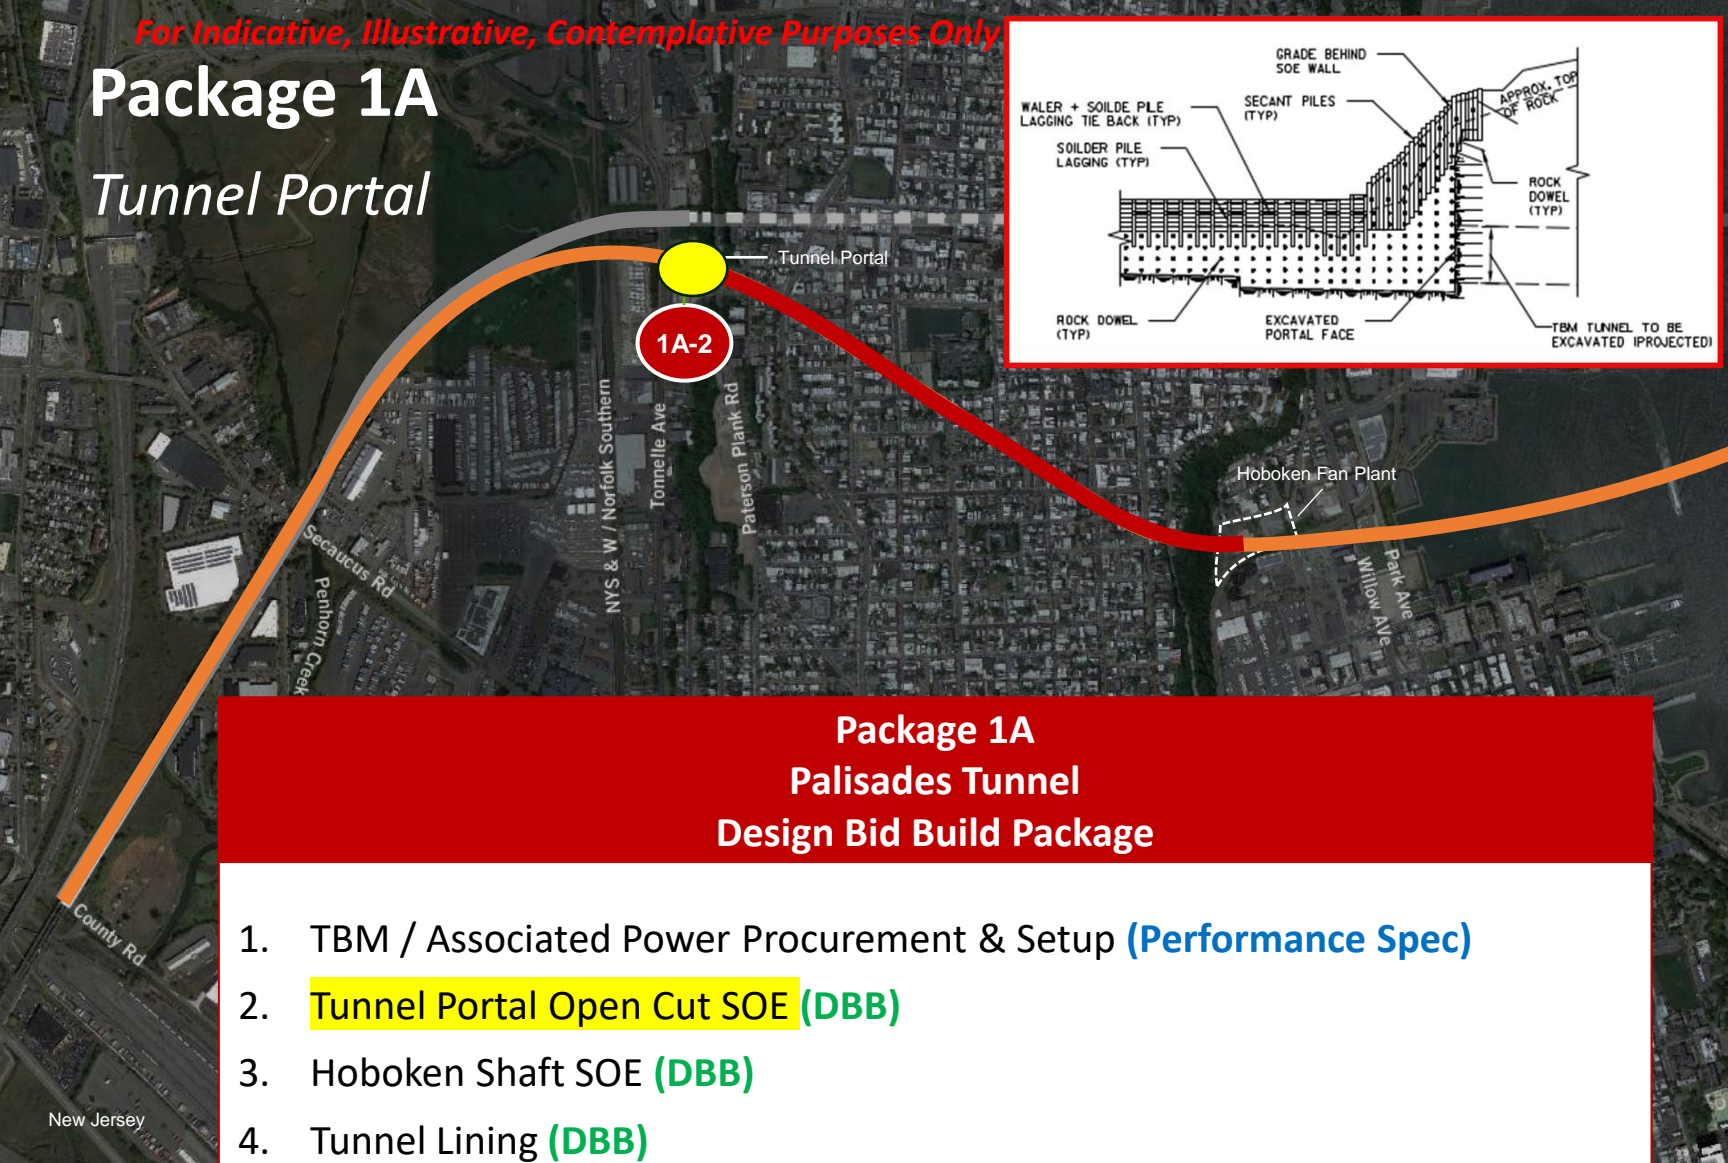 For Indicative, Illustrative, Contemplative Purposes Only
Package 1A
Tunnel Portal
GRADE BEHIND
SOE WALL
WALER + SOILDE PILE
LAGGING TIE BACK (TYP)
SECANT PILES
(TYP)
APPROX. TOP
OF ROCK
SOILDER PILE
LAGGING (TYP)
ROCK
DOWEL
(TYP)
ROCK DOWEL
(TYP)
EXCAVATED
PORTAL FACE
TBM TUNNEL TO BE
EXCAVATED (PROJECTED)
Tunnel Portal
1A-2
NYS & W / Norfolk Southern
Tonnelle Ave
Paterson Plank Rd
Hoboken Fan Plant
Secaucus Rd
Penhorn Creek
Park Ave
Willow Ave
County Rd
New Jersey
Package 1A
Palisades Tunnel
Design Bid Build Package
1. TBM / Associated Power Procurement & Setup (Performance Spec)
2. Tunnel Portal Open Cut SOE (DBB)
3. Hoboken Shaft SOE (DBB)
4. Tunnel Lining (DBB)